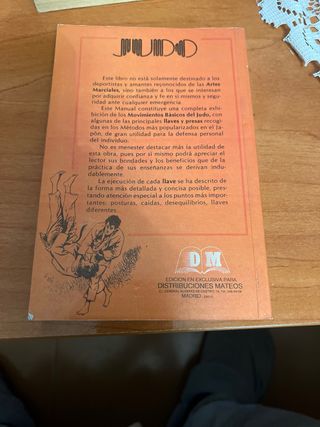 JUDO
Este libro no está solamente destinado a los
deportistas y amantes reconocidos de las Artes
Marciales, sino también a los que se interesan
por adquirir confianza y fe en sí mismos y segu-
ridad ante cualquier emergencia.
Este Manual constituye una completa exhi-
bición de los Movimientos Básicos del Judo, con
algunas de las principales llaves y presas recogi-
das en los Métodos más popularizados en el Ja-
pón, de gran utilidad para la defensa personal
del individuo.
No es menester destacar más la utilidad de
esta obra, pues por sí mismo podrá apreciar el
lector sus bondades y los beneficios que de la
práctica de sus enseñanzas se derivan indu-
dablemente.
La ejecución de cada llave se ha descrito de
la forma más detallada y concisa posible, pres-
tando atención especial a los puntos más impor-
tantes: posturas, caídas, desequilibrios, llaves
diferentes.
DM
EDICION EN EXCLUSIVA PARA:
DISTRIBUCIONES MATEOS
MADRID